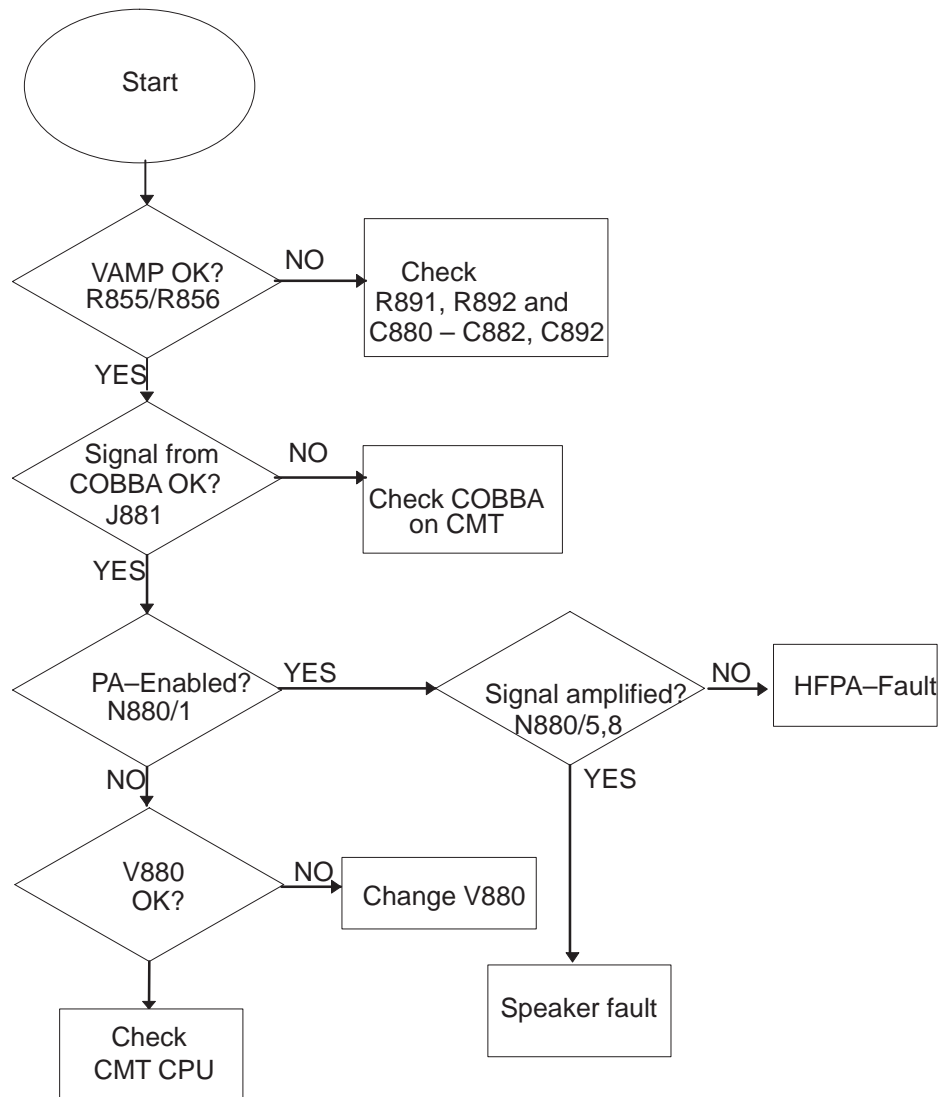 Start
VAMP OK?
R855/R856
NO
Check
R891, R892 and
C880 – C882, C892
YES
Signal from
COBBA OK?
J881
NO
Check COBBA
on CMT
YES
PA–Enabled?
N880/1
YES
Signal amplified?
N880/5,8
NO
HFPA–Fault
NO
YES
V880
OK?
NO
Change V880
Speaker fault
Check
CMT CPU